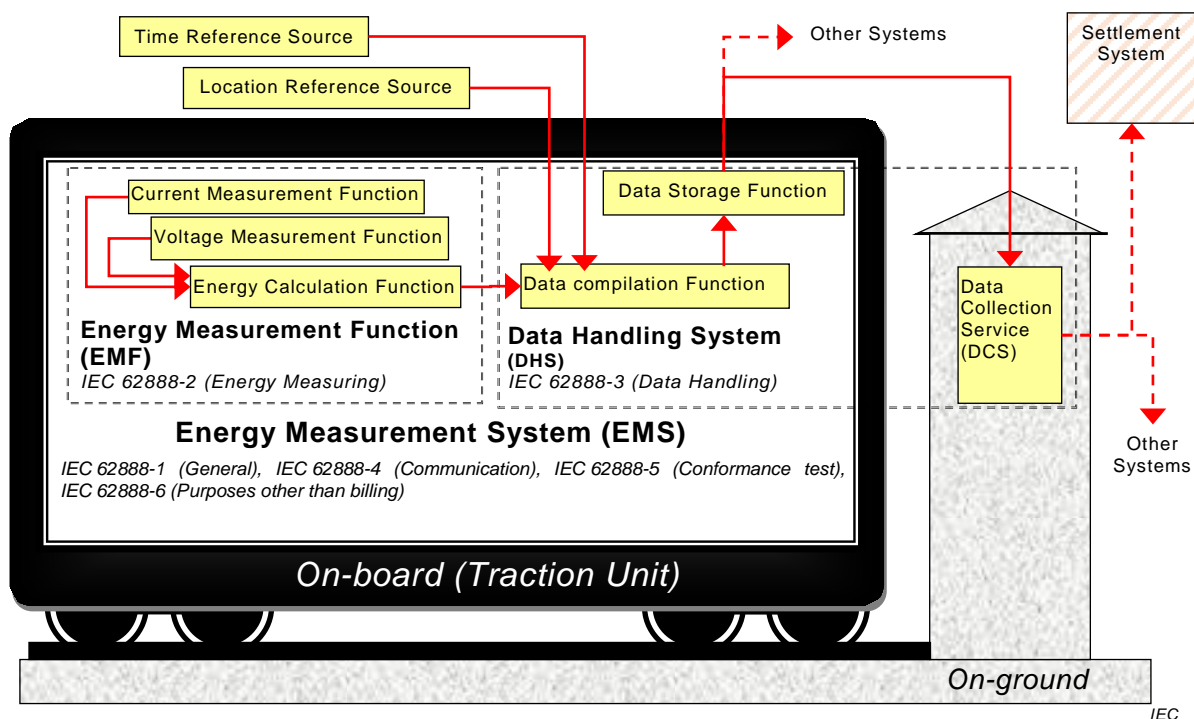 Time Reference Source
Other Systems
Settlement
System
Location Reference Source
Current Measurement Function
Data Storage Function
Voltage Measurement Function
Energy Calculation Function
Data compilation Function
Data
Collection
Service
(DCS)
Energy Measurement Function
(EMF)
IEC 62888-2 (Energy Measuring)
Data Handling System
(DHS)
IEC 62888-3 (Data Handling)
Energy Measurement System (EMS)
IEC 62888-1 (General), IEC 62888-4 (Communication), IEC 62888-5 (Conformance test),
IEC 62888-6 (Purposes other than billing)
Other
Systems
On-board (Traction Unit)
On-ground
IEC